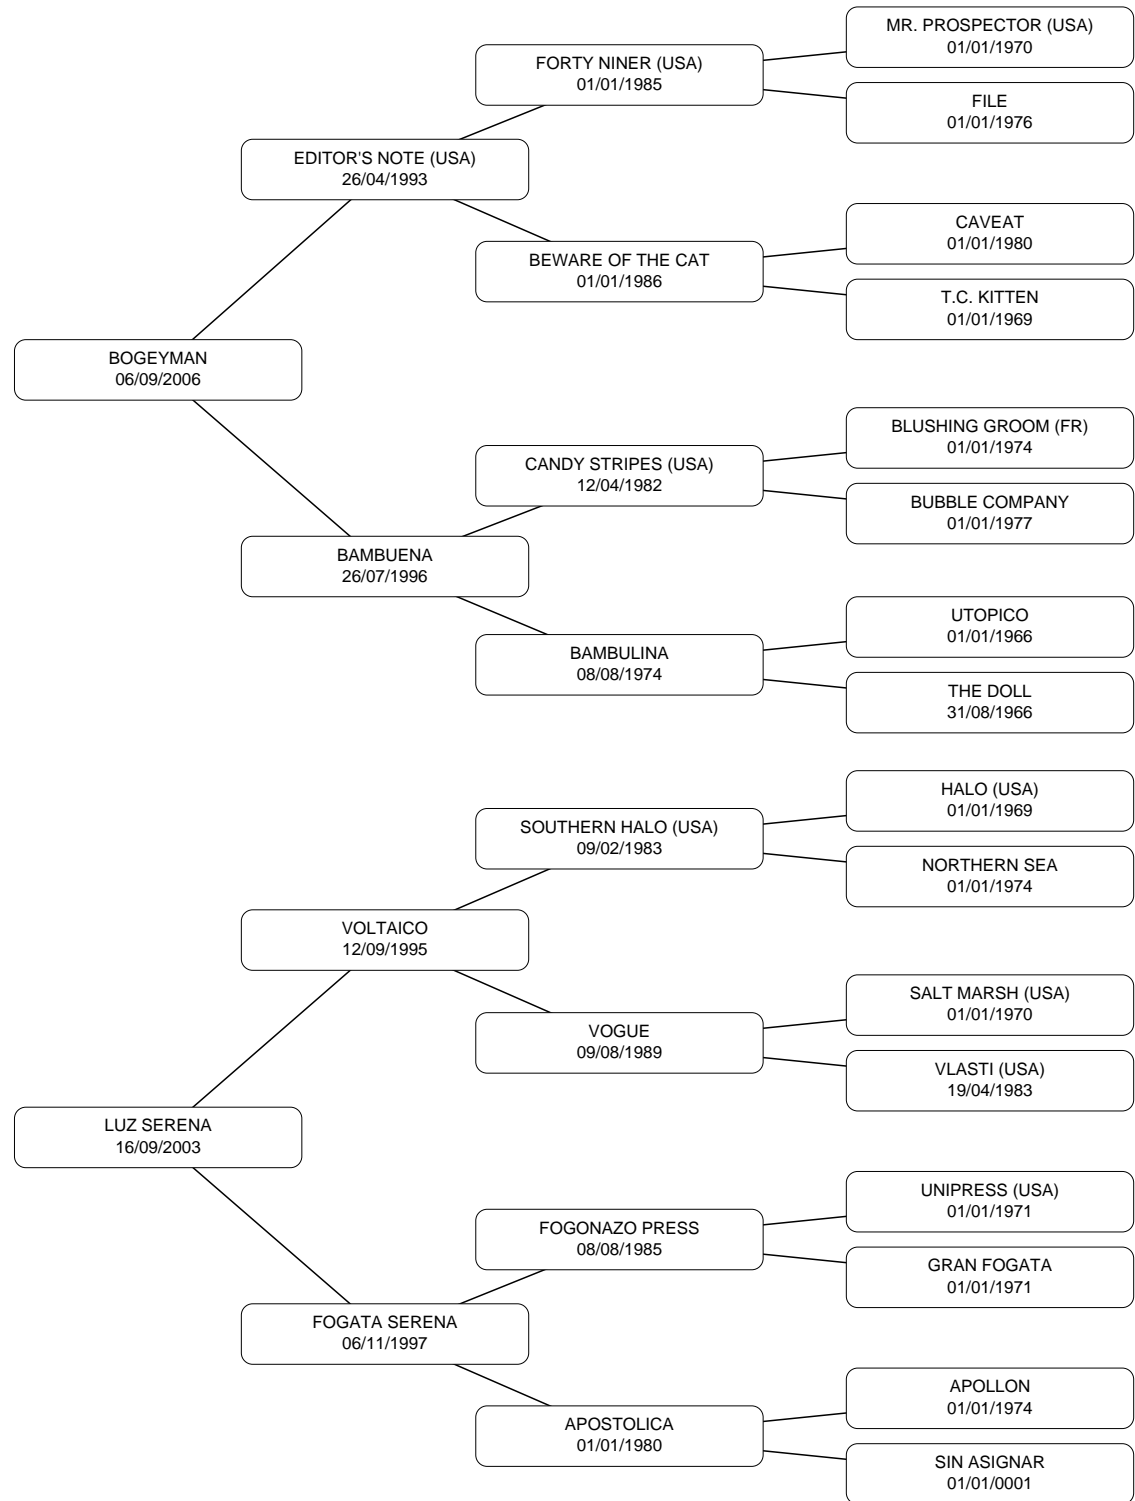 MR. PROSPECTOR (USA)
01/01/1970
FORTY NINER (USA)
01/01/1985
FILE
01/01/1976
EDITOR'S NOTE (USA)
26/04/1993
CAVEAT
01/01/1980
BEWARE OF THE CAT
01/01/1986
T.C. KITTEN
01/01/1969
BOGEYMAN
06/09/2006
BLUSHING GROOM (FR)
01/01/1974
CANDY STRIPES (USA)
12/04/1982
BUBBLE COMPANY
01/01/1977
BAMBUENA
26/07/1996
UTOPICO
01/01/1966
BAMBULINA
08/08/1974
THE DOLL
31/08/1966
HALO (USA)
01/01/1969
SOUTHERN HALO (USA)
09/02/1983
NORTHERN SEA
01/01/1974
VOLTAICO
12/09/1995
SALT MARSH (USA)
01/01/1970
VOGUE
09/08/1989
VLASTI (USA)
19/04/1983
LUZ SERENA
16/09/2003
UNIPRESS (USA)
01/01/1971
FOGONAZO PRESS
08/08/1985
GRAN FOGATA
01/01/1971
FOGATA SERENA
06/11/1997
APOLLON
01/01/1974
APOSTOLICA
01/01/1980
SIN ASIGNAR
01/01/0001